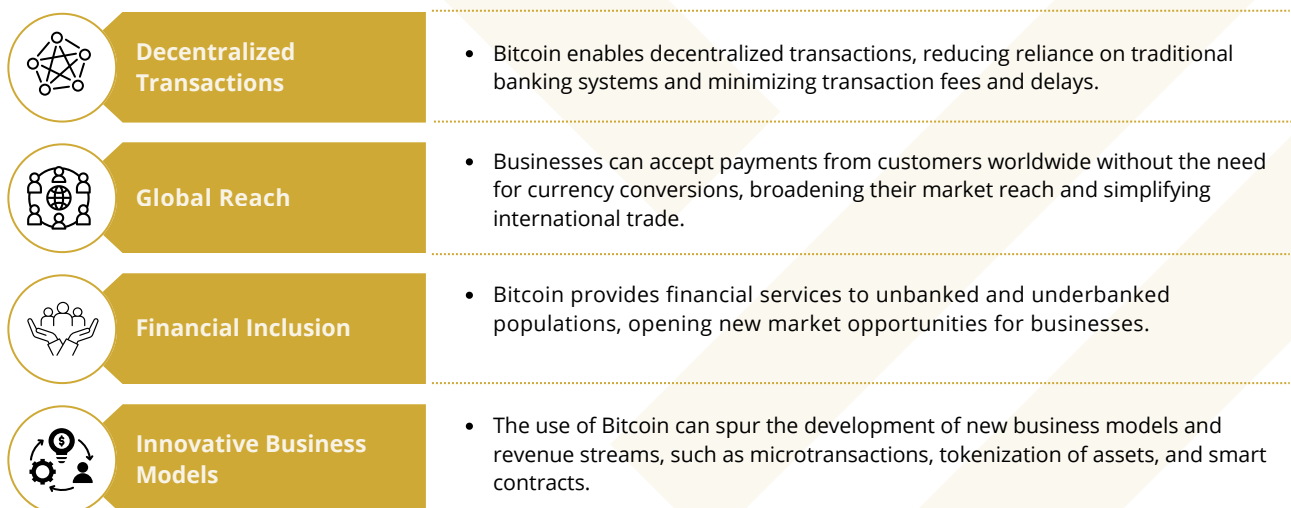 Decentralized
Transactions
• Bitcoin enables decentralized transactions, reducing reliance on traditional
banking systems and minimizing transaction fees and delays.
Global Reach
• Businesses can accept payments from customers worldwide without the need
for currency conversions, broadening their market reach and simplifying
international trade.
Financial Inclusion
• Bitcoin provides financial services to unbanked and underbanked
populations, opening new market opportunities for businesses.
Innovative Business
Models
• The use of Bitcoin can spur the development of new business models and
revenue streams, such as microtransactions, tokenization of assets, and smart
contracts.